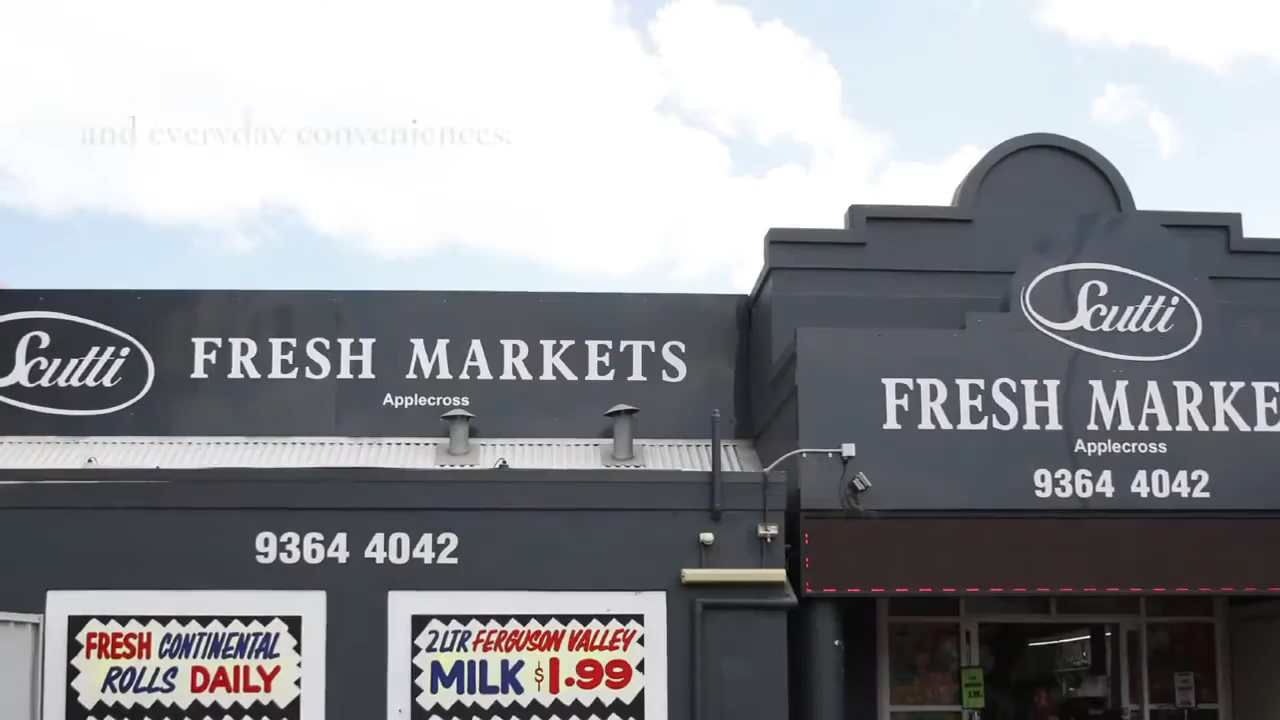 and everyday conveniences.
Scutti
FRESH MARKETS
Applecross
9364 4042
FRESH CONTINENTAL
ROLLS DAILY
2LTR FERGUSON VALLEY
MILK $1.99
Scutti
FRESH MARKE
Applecross
9364 4042